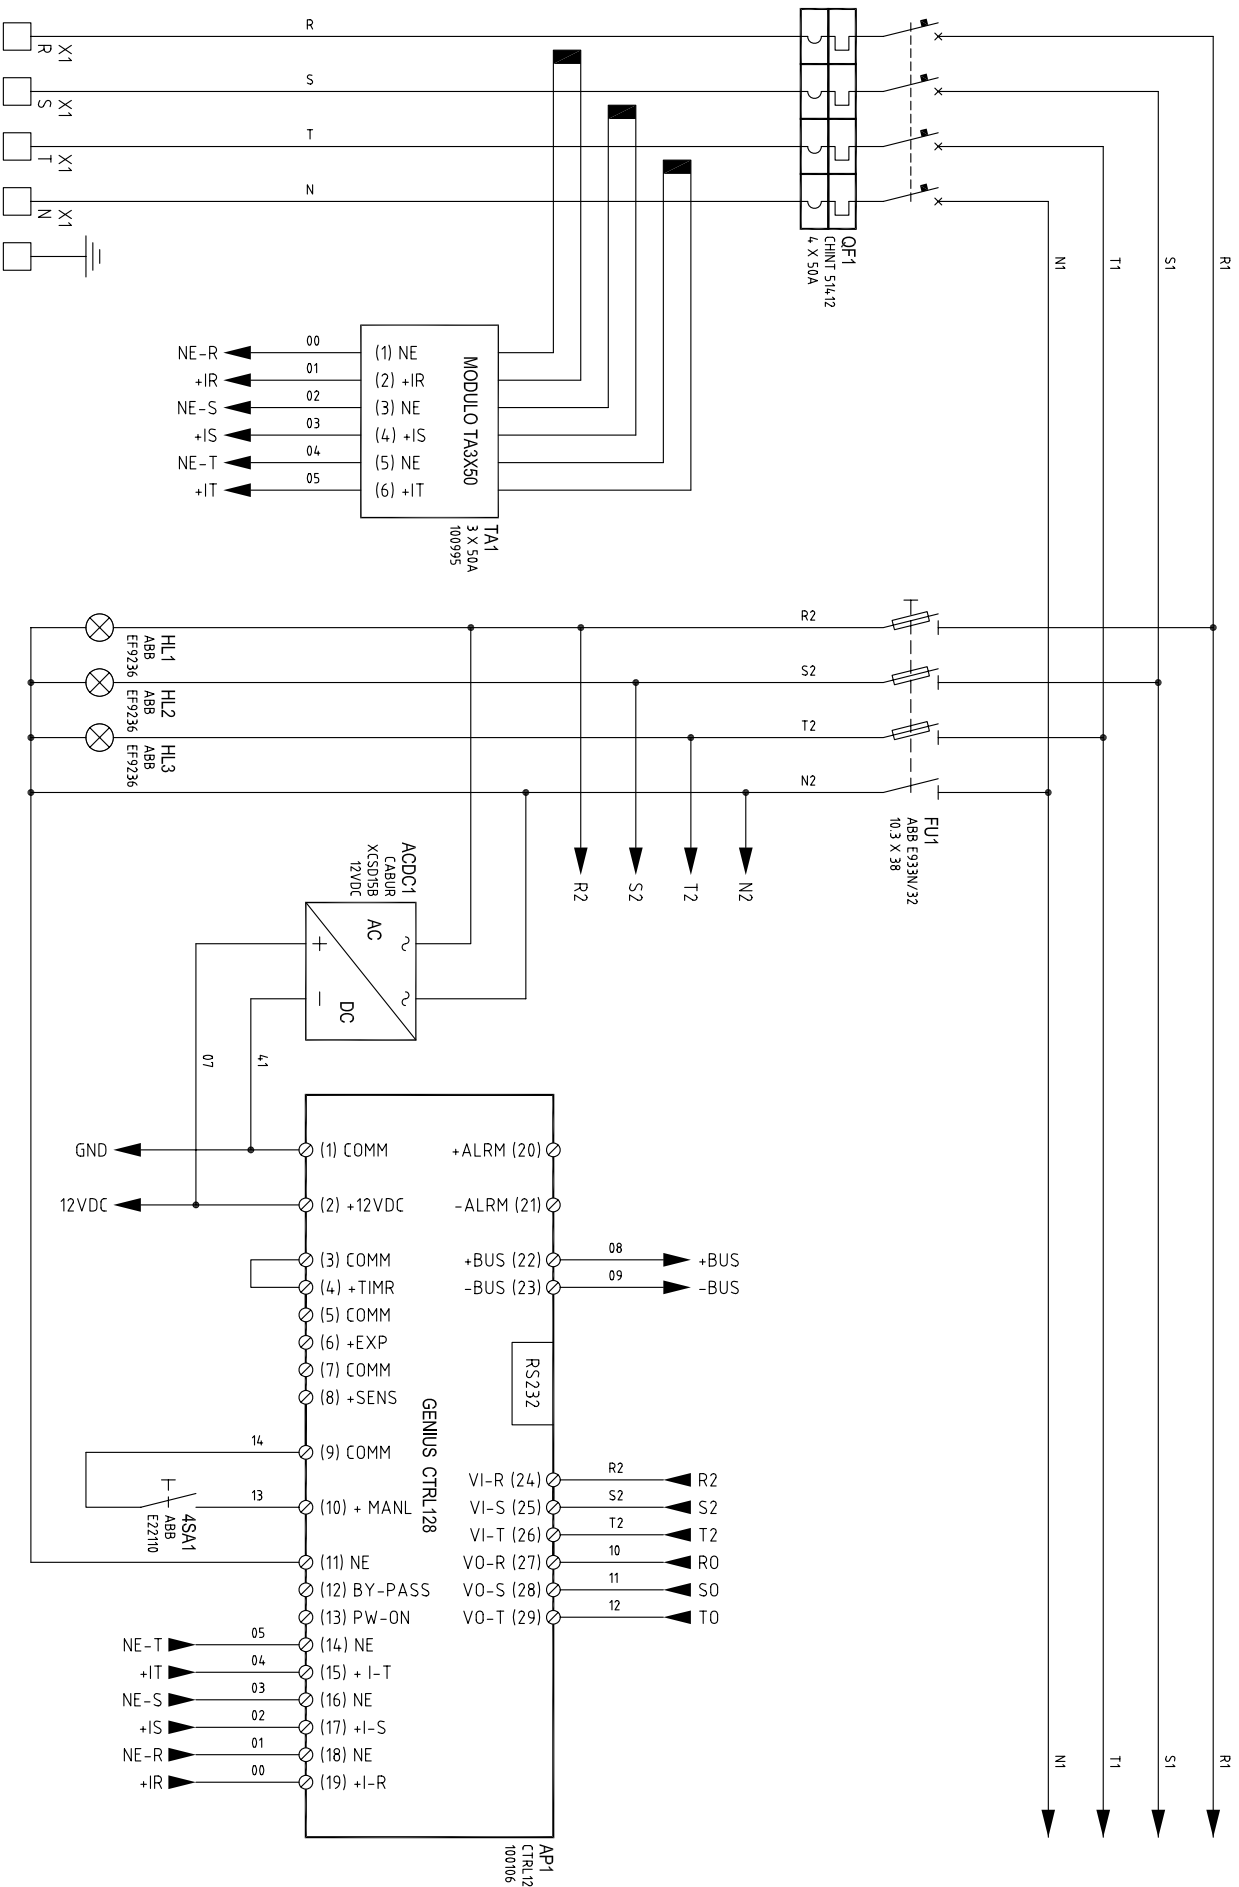 R
S
T
N
X1
R
X1
S
X1
T
X1
N
QF1
CHINT 51412
4 X 50A
N1
T1
S1
R1
NE-R
00
(1) NE
+IR
01
(2) +IR
NE-S
02
(3) NE
+IS
03
(4) +IS
NE-T
04
(5) NE
+IT
05
(6) +IT
MODULO TA3X50
TA1
3 X 50A
100995
R2
S2
T2
N2
HL1
ABB
EF9236
HL2
ABB
EF9236
HL3
ABB
EF9236
FU1
ABB E933N/32
10.3 X 38
R2
S2
T2
N2
ACDC1
CABUR
XCSD15B
12VDC
AC
~
~
+
-
DC
07
41
GND
(1) COMM
12VDC
(2) +12VDC
(3) COMM
(4) +TIMR
(5) COMM
(6) +EXP
(7) COMM
(8) +SENS
14
(9) COMM
13
(10) + MANL
4SA1
ABB
E22110
(11) NE
(12) BY-PASS
(13) PW-ON
NE-T
05
(14) NE
+IT
04
(15) + I-T
NE-S
03
(16) NE
+IS
02
(17) +I-S
NE-R
01
(18) NE
+IR
00
(19) +I-R
GENIUS CTRL128
RS232
+ALRM (20)
-ALRM (21)
+BUS (22)
08
+BUS
-BUS (23)
09
-BUS
VI-R (24)
R2
R2
VI-S (25)
S2
S2
VI-T (26)
T2
T2
VO-R (27)
10
RO
VO-S (28)
11
SO
VO-T (29)
12
TO
AP1
CTRL12
100106
N1
T1
S1
R1